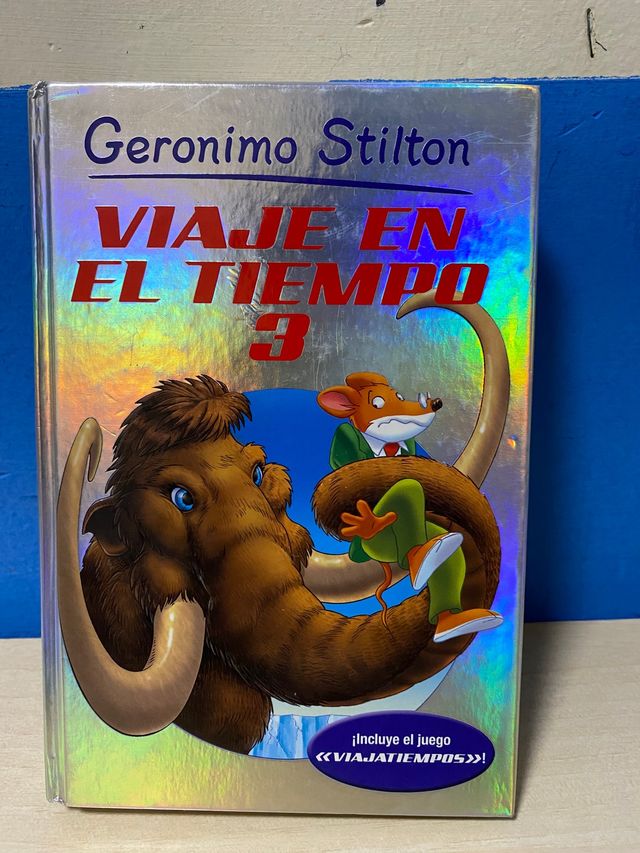 Geronimo Stilton
VIAJE EN
EL TIEMPO
3
¡Incluye el juego
«VIAJATIEMPOS»!